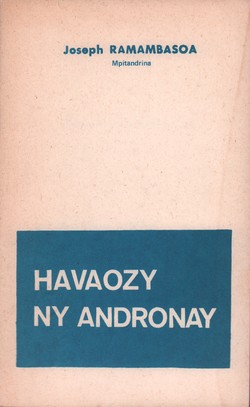 Joseph RAMAMBASOA
Mpitandrina
HAVAOZY
NY ANDRONAY